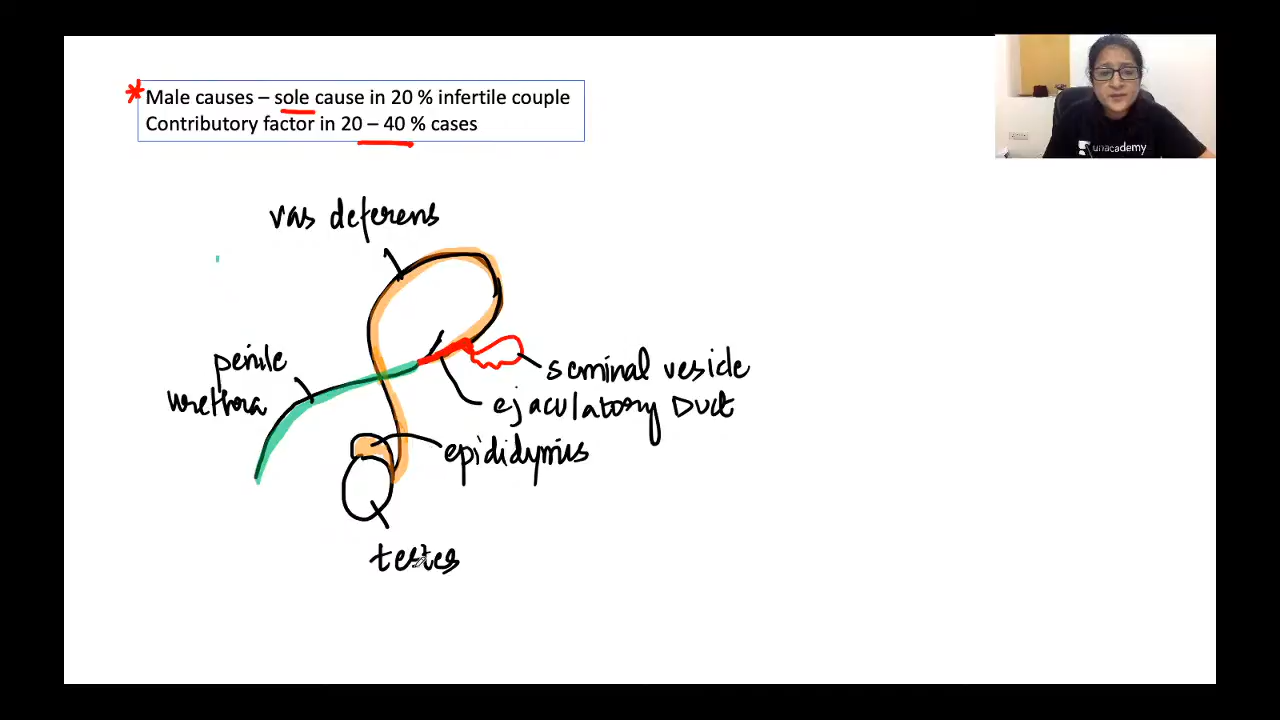 Male causes – sole cause in 20 % infertile couple
Contributory factor in 20 – 40 % cases
vas deferens
penile
urethra
seminal vesicle
ejaculatory Duct
epididymis
testes
unacademy